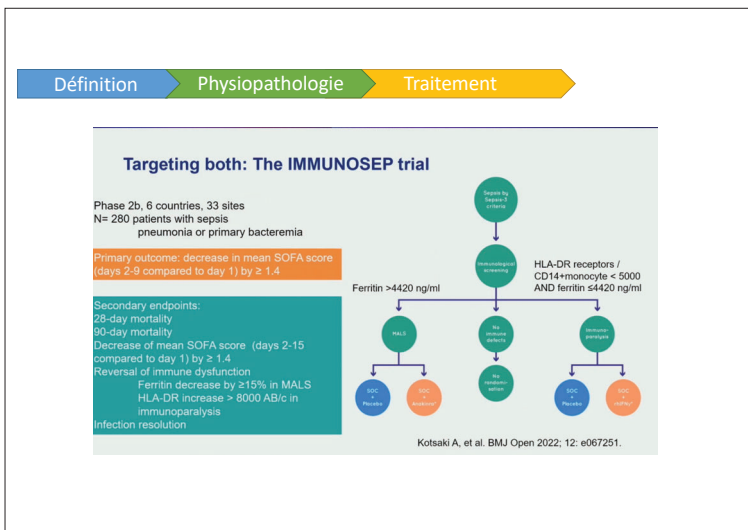 Définition
Physiopathologie
Traitement
Targeting both: The IMMUNOSEP trial
Phase 2b, 6 countries, 33 sites
N= 280 patients with sepsis
pneumonia or primary bacteremia
Primary outcome: decrease in mean SOFA score
(days 2-9 compared to day 1) by ≥ 1.4
Secondary endpoints:
28-day mortality
90-day mortality
Decrease of mean SOFA score (days 2-15
compared to day 1) by ≥ 1.4
Reversal of immune dysfunction
Ferritin decrease by ≥15% in MALS
HLA-DR increase > 8000 AB/c in
immunoparalysis
Infection resolution
Sepsis by
Sepsis-3
criteria
Immunological
screening
Ferritin >4420 ng/ml
HLA-DR receptors /
CD14+monocyte < 5000
AND ferritin ≤4420 ng/ml
MALS
No
immune
defects
Immuno-
paralysis
SOC
+
Placebo
SOC
+
No
randomi-
sation
SOC
+
Placebo
SOC
+
Kotsaki A, et al. BMJ Open 2022; 12: e067251.